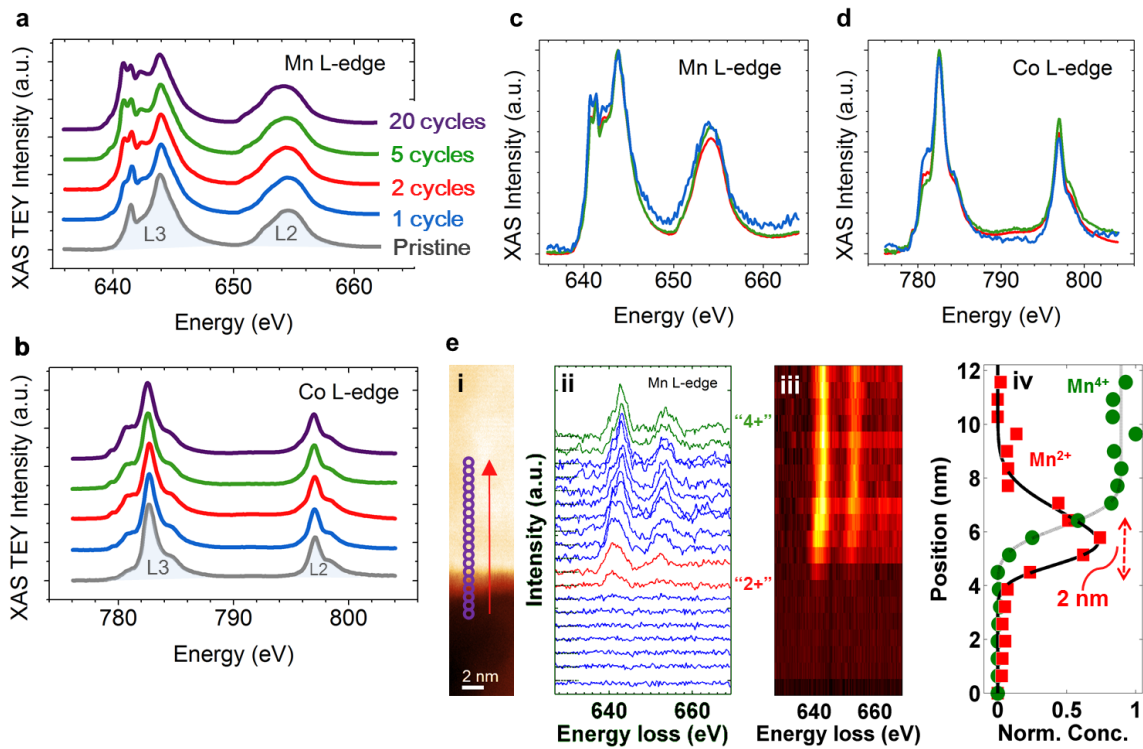 a
XAS TEY Intensity (a.u.)
Mn L-edge
20 cycles
5 cycles
2 cycles
1 cycle
Pristine
L3
L2
640 650 660
Energy (eV)
b
XAS TEY Intensity (a.u.)
Co L-edge
L3
L2
780 790 800
Energy (eV)
c
XAS Intensity (a.u.)
Mn L-edge
640 650 660
Energy (eV)
d
XAS Intensity (a.u.)
Co L-edge
780 790 800
Energy (eV)
e
i
2 nm
ii
Mn L-edge
Intensity (a.u.)
"4+"
"2+"
640 660
Energy loss (eV)
iii
640 660
Energy loss (eV)
iv
Mn⁴⁺
Mn²⁺
2 nm
Position (nm)
12
10
8
6
4
2
0
0 0.5 1
Norm. Conc.